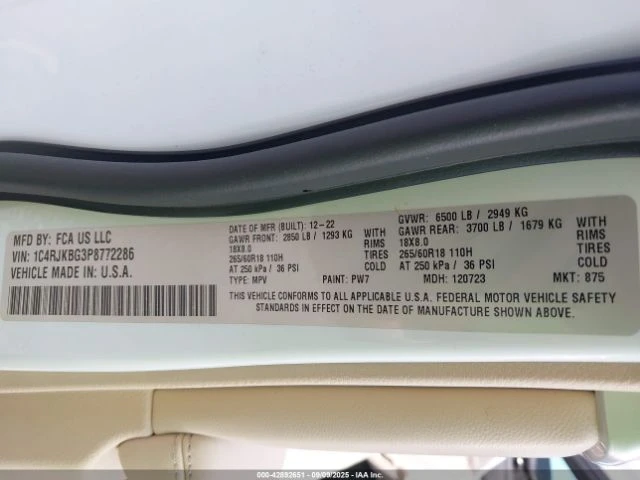 MFD BY: FCA US LLC
VIN: 1C4RJKBG3P8772286
VEHICLE MADE IN: U.S.A.
DATE OF MFR (BUILT): 12-22
GAWR FRONT: 2850 LB / 1293 KG WITH
18X8.0 TIRES
265/60R18 110H
AT 250 kPa / 36 PSI COLD
TYPE: MPV PAINT: PW7
GVWR: 6500 LB / 2949 KG
GAWR REAR: 3700 LB / 1679 KG WITH
18X8.0 TIRES
265/60R18 110H
AT 250 kPa / 36 PSI COLD
MDH: 120723 MKT: 875
THIS VEHICLE CONFORMS TO ALL APPLICABLE U.S.A. FEDERAL MOTOR VEHICLE SAFETY
STANDARDS IN EFFECT ON THE DATE OF MANUFACTURE SHOWN ABOVE.
000-42892651 - 09/09/2025 - IAA Inc.